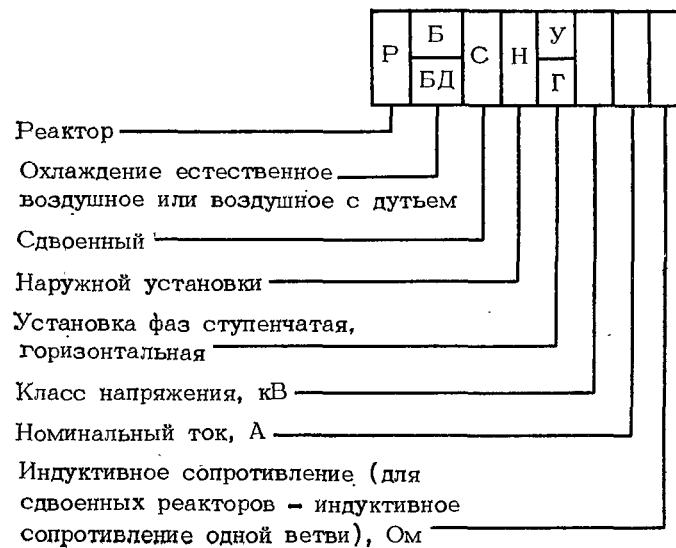 Р Б БД С Н У Г
Реактор
Охлаждение естественное
воздушное или воздушное с дутьем
Сдвоенный
Наружной установки
Установка фаз ступенчатая,
горизонтальная
Класс напряжения, кВ
Номинальный ток, А
Индуктивное сопротивление (для
сдвоенных реакторов – индуктивное
сопротивление одной ветви), Ом